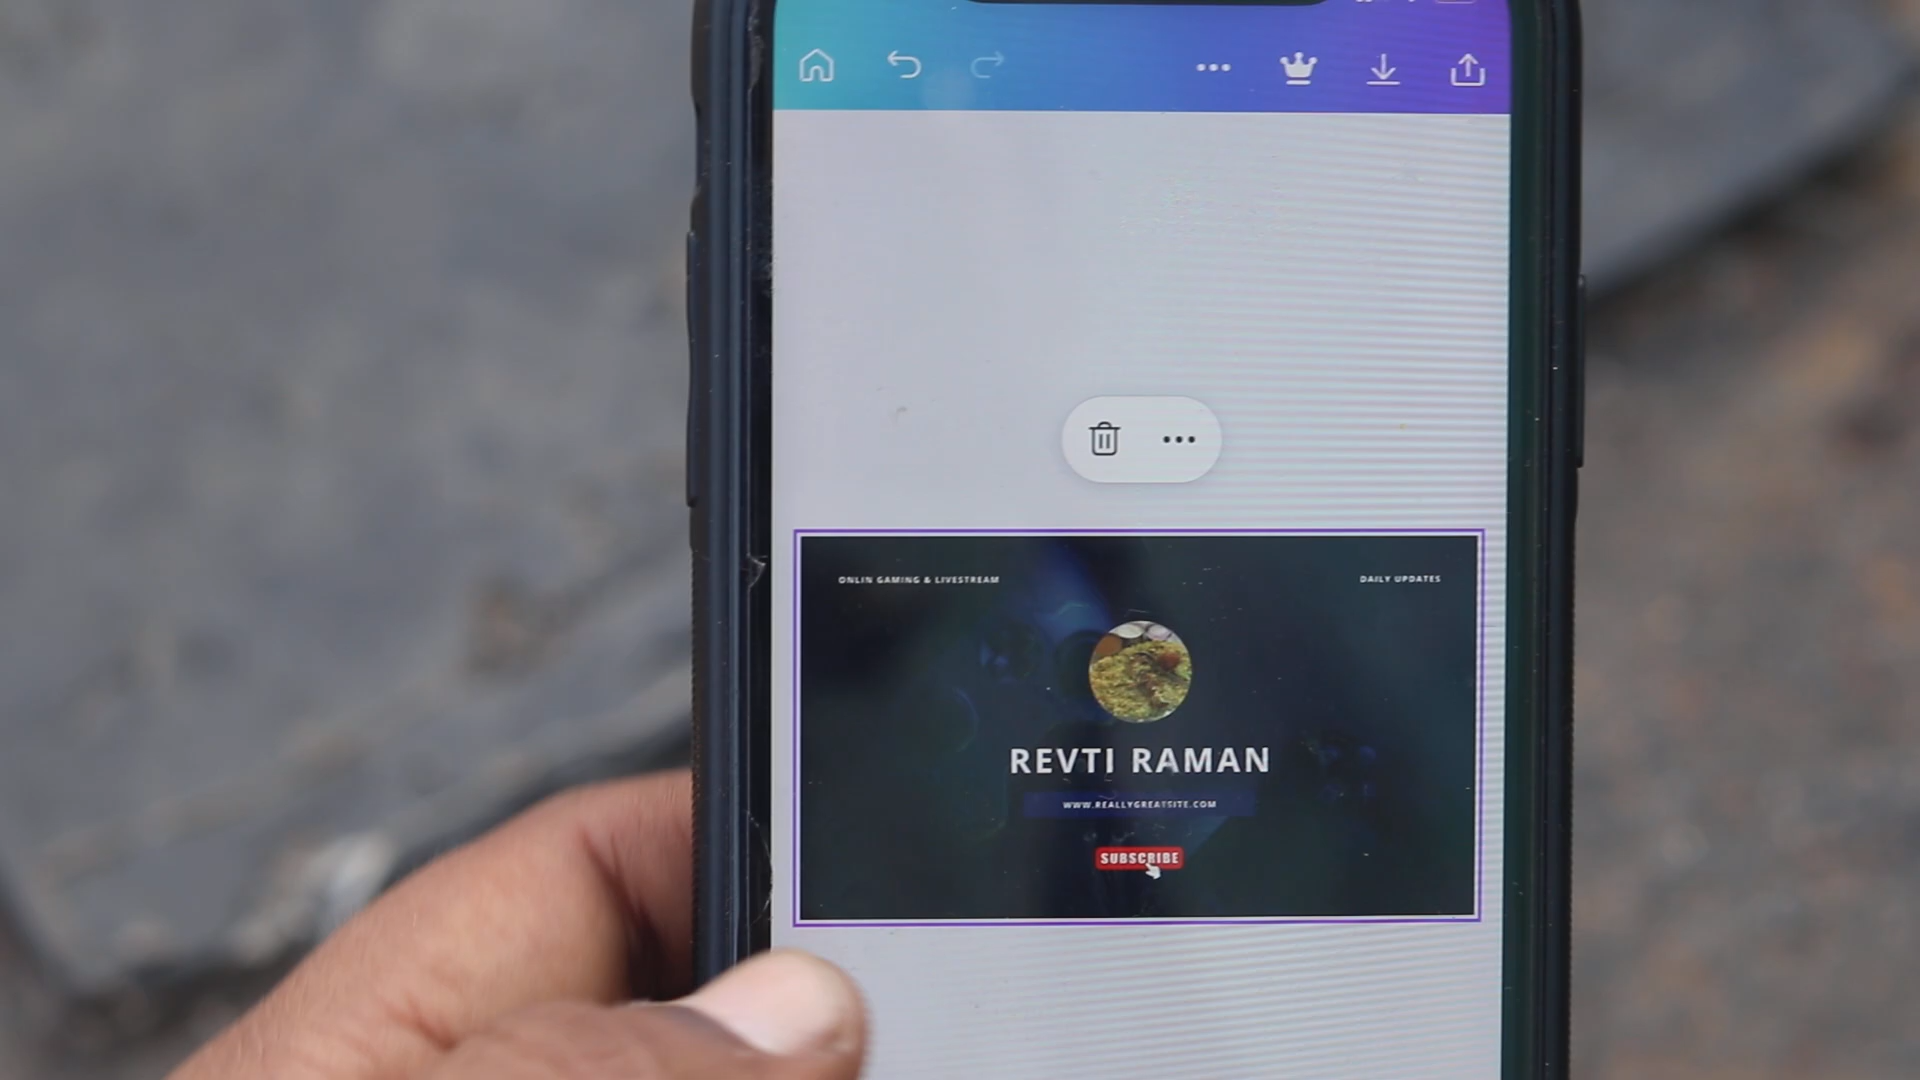 ONLIN GAMING & LIVESTREAM
DAILY UPDATES
REVTI RAMAN
WWW.REALLYGREATSITE.COM
SUBSCRIBE